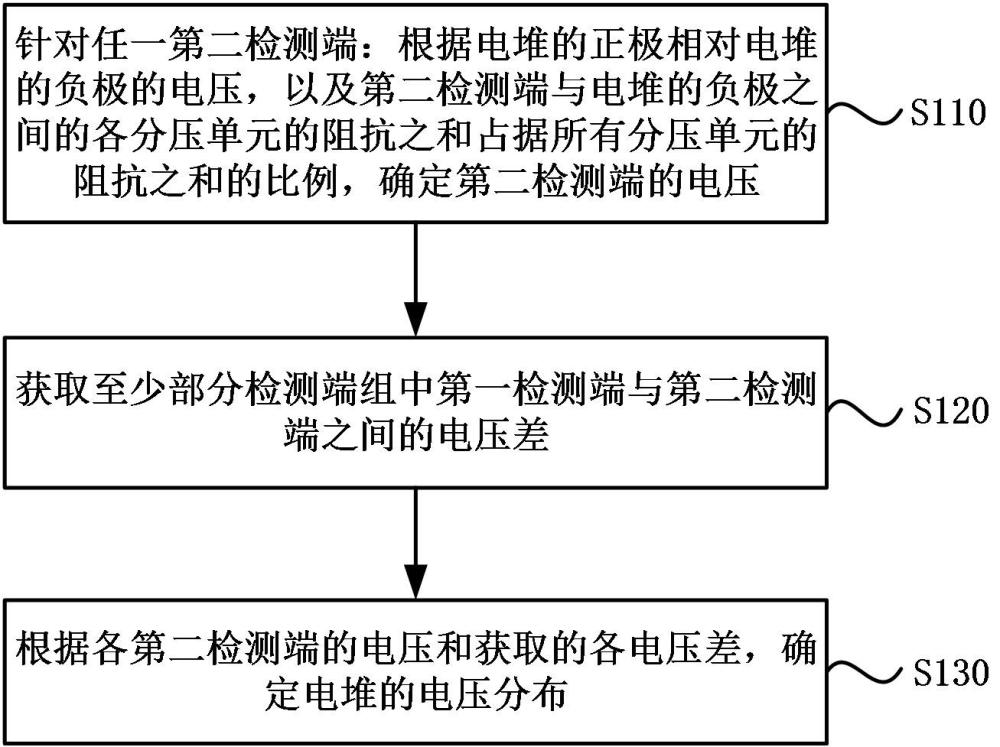 针对任一第二检测端：根据电堆的正极相对电堆
的负极的电压，以及第二检测端与电堆的负极之
间的各分压单元的阻抗之和占据所有分压单元的
阻抗之和的比例，确定第二检测端的电压
S110
获取至少部分检测端组中第一检测端与第二检测
端之间的电压差
S120
根据各第二检测端的电压和获取的各电压差，确
定电堆的电压分布
S130